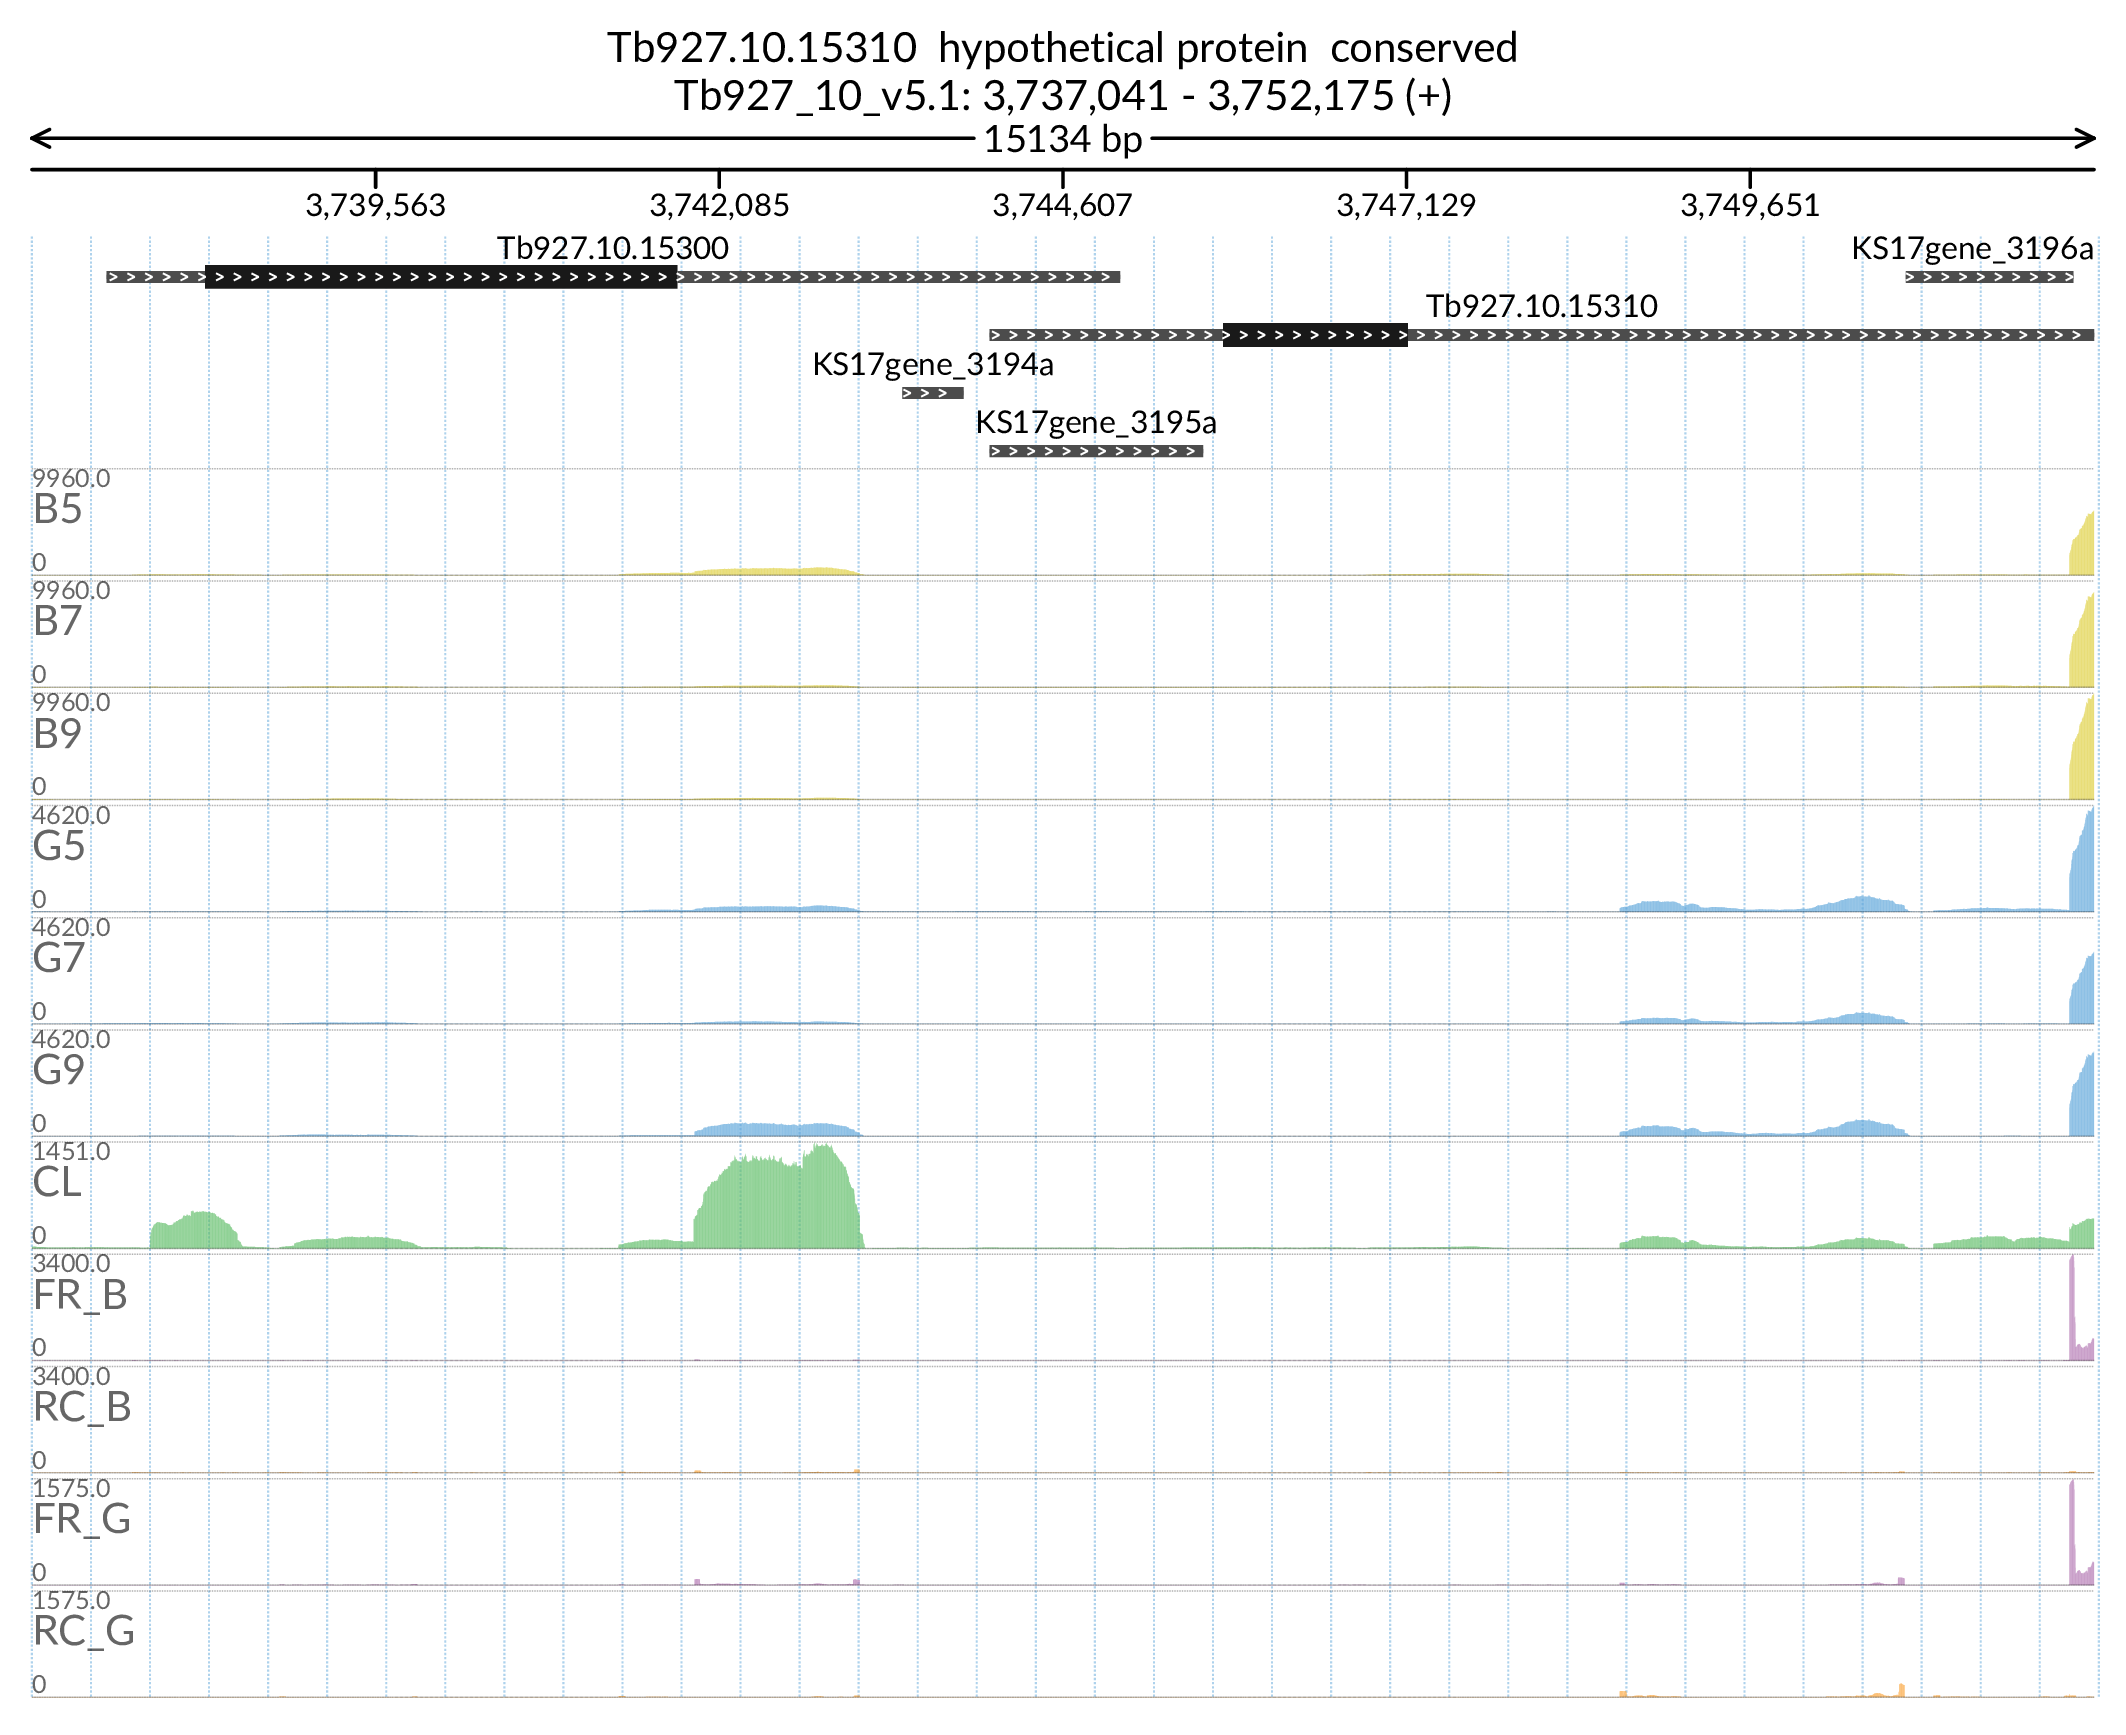 Tb927.10.15310  hypothetical protein  conserved
Tb927_10_v5.1: 3,737,041 - 3,752,175 (+)
15134 bp
3,739,563 3,742,085 3,744,607 3,747,129 3,749,651
Tb927.10.15300 KS17gene_3196a
Tb927.10.15310
KS17gene_3194a
KS17gene_3195a
9960.0
B5
0
9960.0
B7
0
9960.0
B9
0
4620.0
G5
0
4620.0
G7
0
4620.0
G9
0
1451.0
CL
0
3400.0
FR_B
0
3400.0
RC_B
0
1575.0
FR_G
0
1575.0
RC_G
0